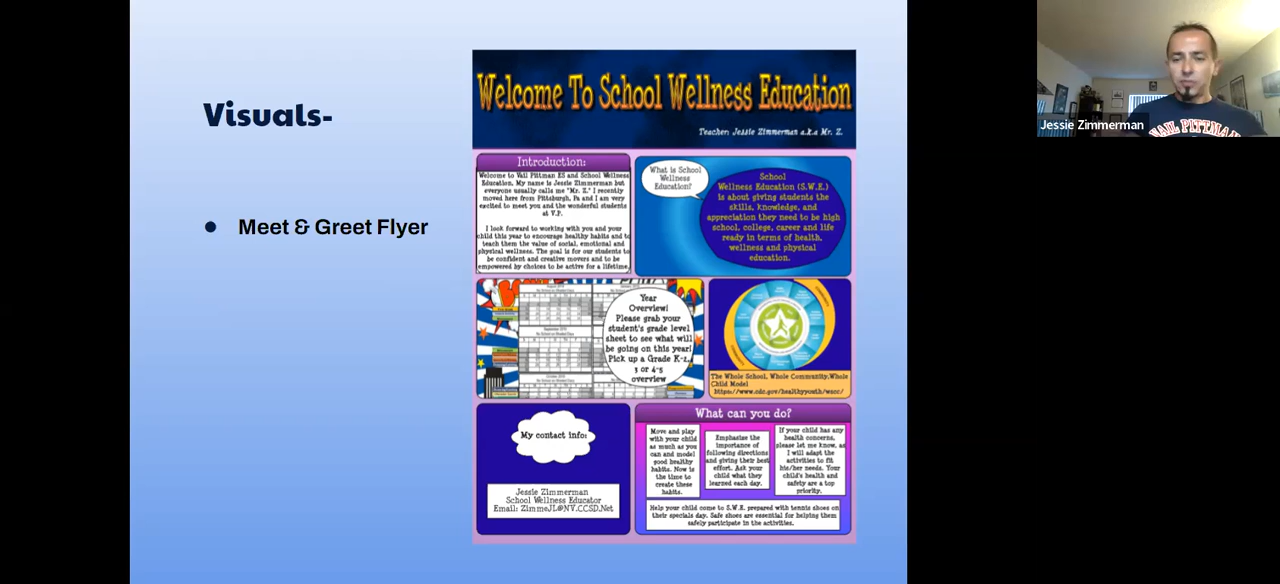 Visuals-
Meet & Greet Flyer
Welcome To School Wellness Education
Teacher: Jessie Zimmerman a.k.a Mr. Z.
Introduction:
Welcome to Vail Pittman ES and School Wellness
Education. My name is Jessie Zimmerman but
everyone usually calls me "Mr. Z." I recently
moved here from Pittsburgh, Pa and I am very
excited to meet you and the wonderful students
at V.P.
I look forward to working with you and your
child this year to encourage healthy habits and to
teach them the value of social, emotional and
physical wellness. The goal is for our students to
be confident and creative movers and to be
empowered by choices to be active for a lifetime.
What is School
Wellness
Education?
School
Wellness Education (S.W.E.)
is about giving students the
skills, knowledge, and
appreciation they need to be high
school, college, career and life
ready in terms of health,
wellness and physical
education.
Year
Overview!
Please grab your
student's grade level
sheet to see what will
be going on this year!
Pick up a Grade K-2,
3 or 4-5
overview
COMMUNITY
COMMUNITY
The Whole School, Whole Community, Whole
Child Model
https://www.cdc.gov/healthyyouth/wscc/
My contact info:
Jessie Zimmerman
School Wellness Educator
Email: ZimmeJL@NV.CCSD.Net
What can you do?
Move and play
with your child
as much as you
can and model
good healthy
habits. Now is
the time to
create these
habits.
Emphasize the
importance of
following directions
and giving their best
effort. Ask your
child what they
learned each day.
If your child has any
health concerns,
please let me know, as
I will adapt the
activities to fit
his/her needs. Your
child's health and
safety are a top
priority.
Help your child come to S.W.E. prepared with tennis shoes on
their specials day. Safe shoes are essential for helping them
safely participate in the activities.
Jessie Zimmerman
VAIL PITTMAN